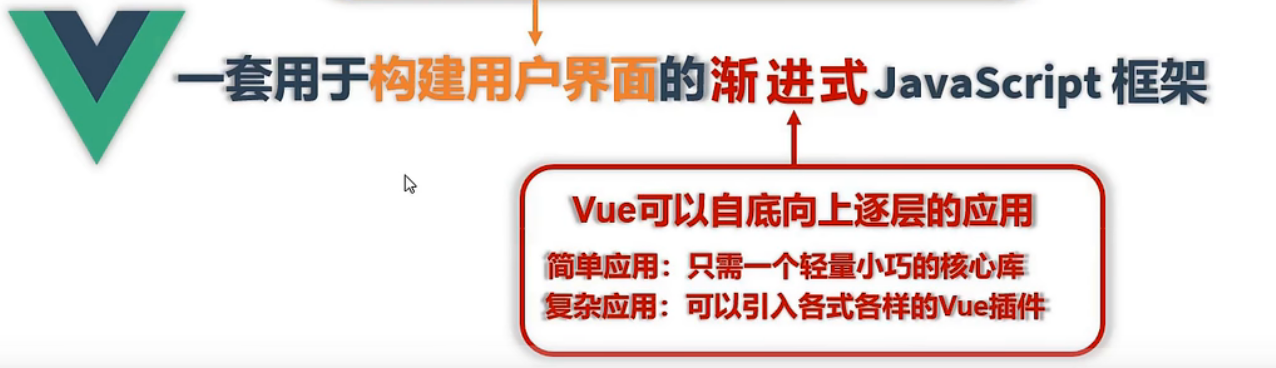 一套用于构建用户界面的渐进式JavaScript 框架
Vue可以自底向上逐层的应用
简单应用：只需一个轻量小巧的核心库
复杂应用：可以引入各式各样的Vue插件